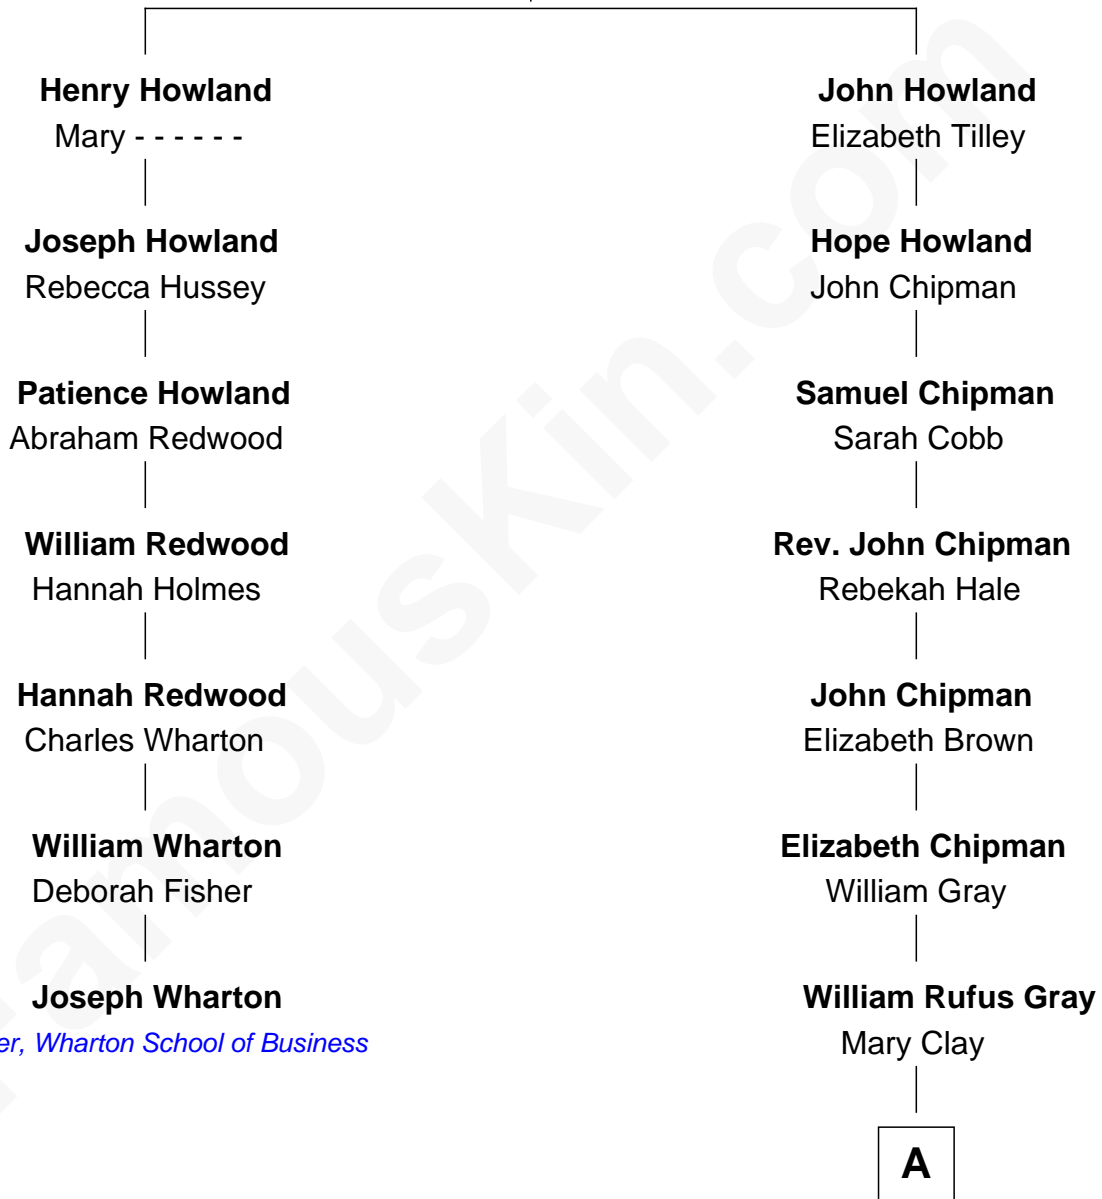 Henry Howland
Mary - - - - - -
John Howland
Elizabeth Tilley
Joseph Howland
Rebecca Hussey
Hope Howland
John Chipman
Patience Howland
Abraham Redwood
Samuel Chipman
Sarah Cobb
William Redwood
Hannah Holmes
Rev. John Chipman
Rebekah Hale
Hannah Redwood
Charles Wharton
John Chipman
Elizabeth Brown
William Wharton
Deborah Fisher
Elizabeth Chipman
William Gray
Joseph Wharton
er, Wharton School of Business
William Rufus Gray
Mary Clay
A
FamousKin.com